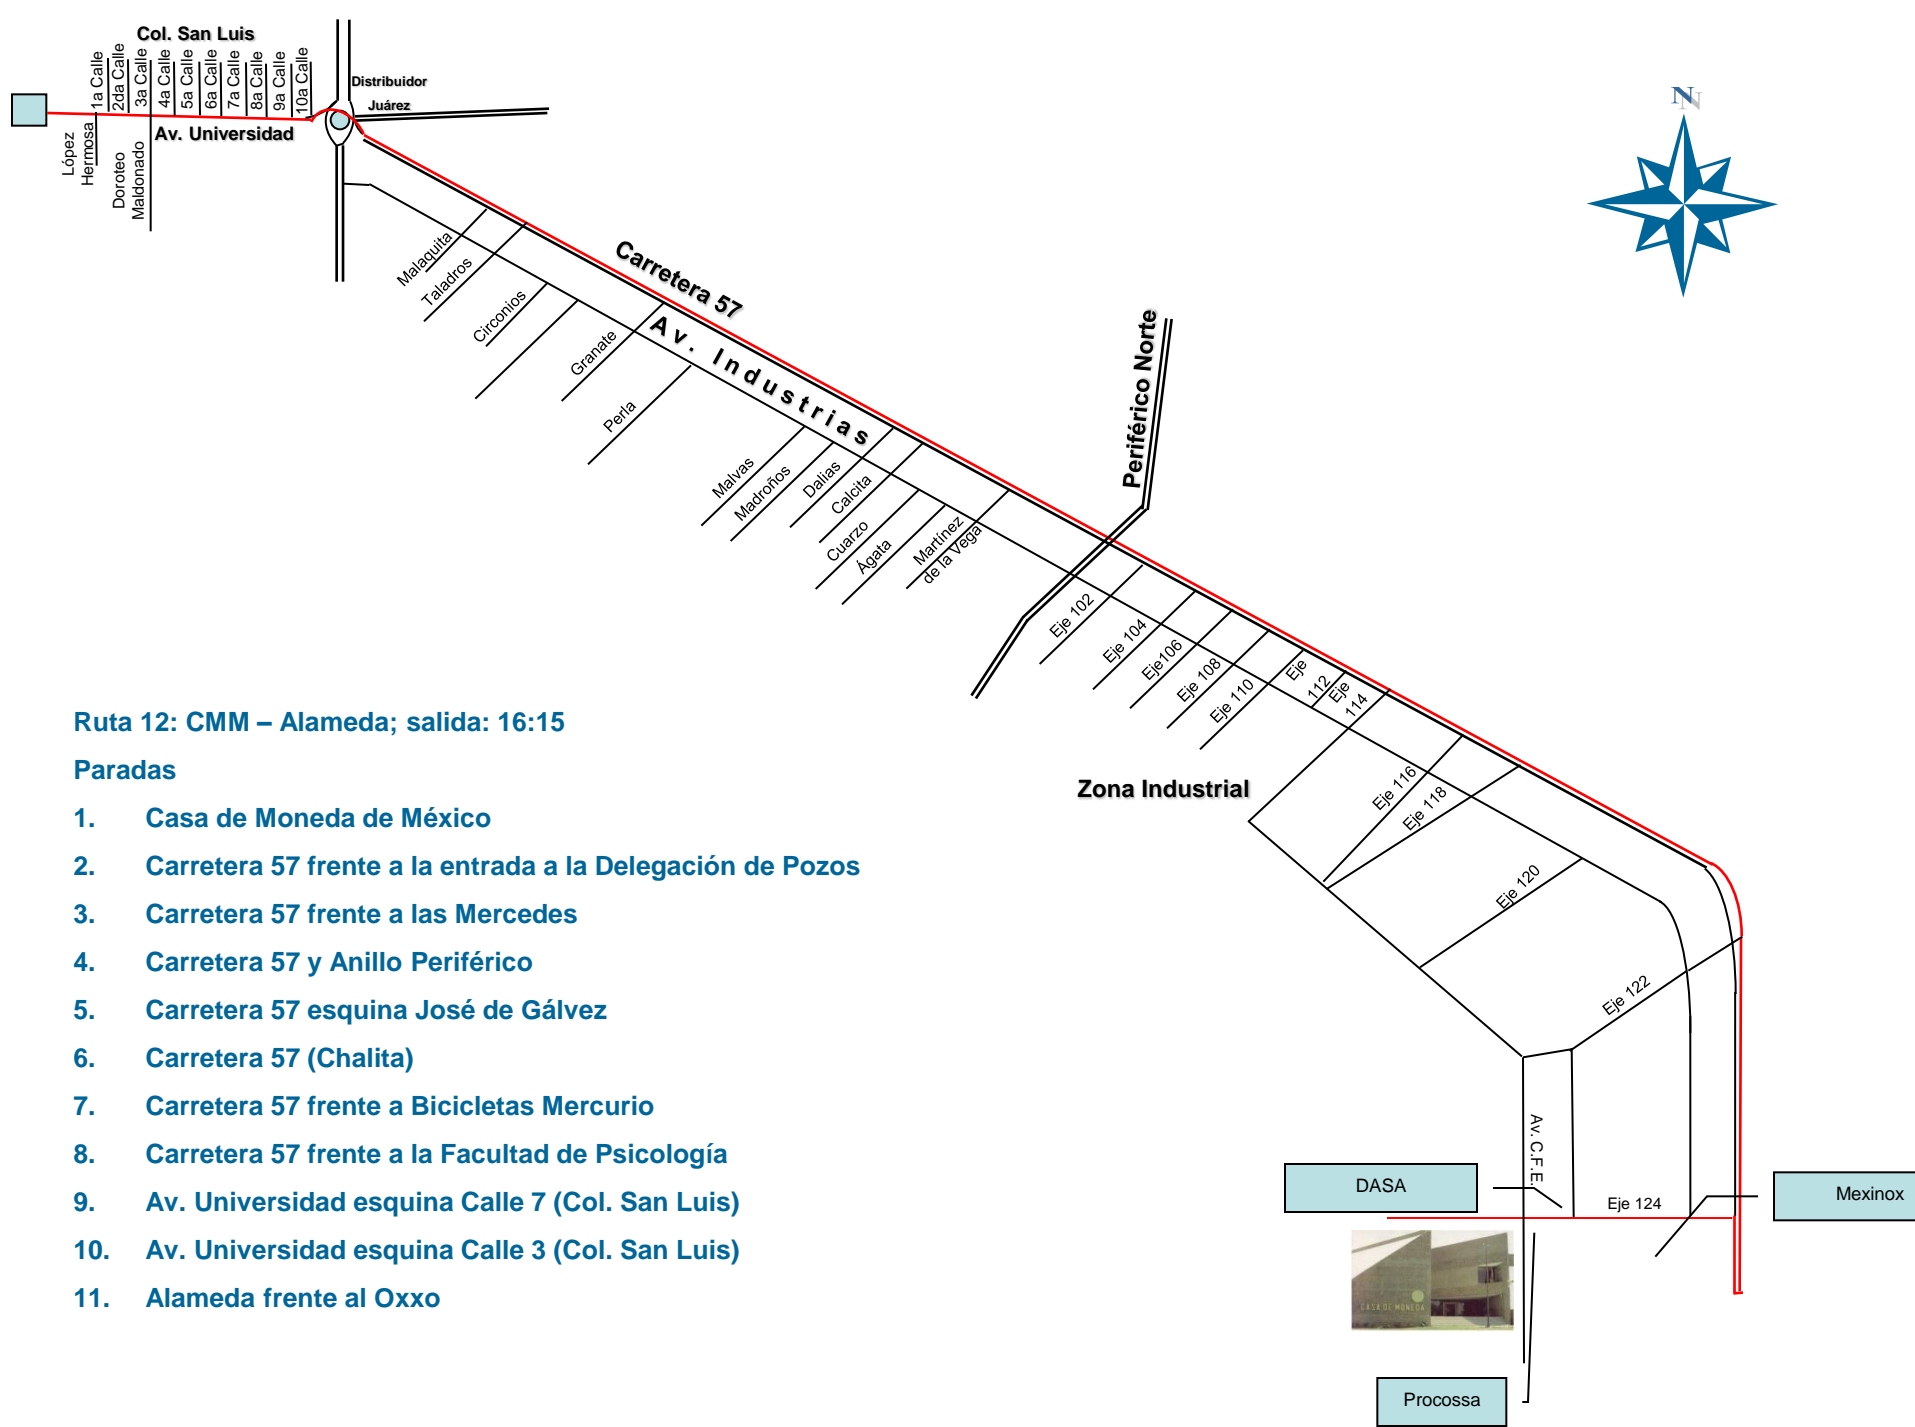 Col. San Luis
1a Calle
2da Calle
3a Calle
4a Calle
5a Calle
6a Calle
7a Calle
8a Calle
9a Calle
10a Calle
Distribuidor
Juárez
Av. Universidad
López
Hermosa
Doroteo
Maldonado
N
N
Carretera 57
Av. Industrias
Periférico Norte
Malaquita
Taladros
Circonios
Granate
Perla
Malvas
Madroños
Dalias
Calcita
Cuarzo
Ágata
Martínez
de la Vega
Eje 102
Eje 104
Eje106
Eje 108
Eje 110
Eje
112
Eje
114
Eje 116
Eje 118
Eje 120
Eje 122
Zona Industrial
Ruta 12: CMM – Alameda; salida: 16:15
Paradas
1. Casa de Moneda de México
2. Carretera 57 frente a la entrada a la Delegación de Pozos
3. Carretera 57 frente a las Mercedes
4. Carretera 57 y Anillo Periférico
5. Carretera 57 esquina José de Gálvez
6. Carretera 57 (Chalita)
7. Carretera 57 frente a Bicicletas Mercurio
8. Carretera 57 frente a la Facultad de Psicología
9. Av. Universidad esquina Calle 7 (Col. San Luis)
10. Av. Universidad esquina Calle 3 (Col. San Luis)
11. Alameda frente al Oxxo
Av. C.F.E.
DASA
Eje 124
Mexinox
CASA DE MONEDA
Procossa